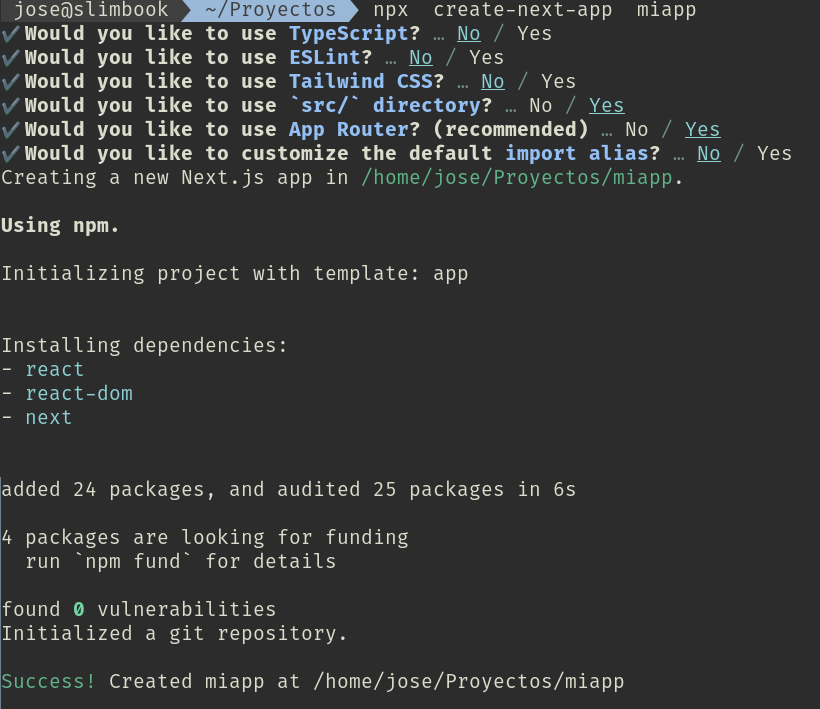 jose@slimbook ~/Proyectos npx create-next-app miapp
✔ Would you like to use TypeScript? … No / Yes
✔ Would you like to use ESLint? … No / Yes
✔ Would you like to use Tailwind CSS? … No / Yes
✔ Would you like to use `src/` directory? … No / Yes
✔ Would you like to use App Router? (recommended) … No / Yes
✔ Would you like to customize the default import alias? … No / Yes
Creating a new Next.js app in /home/jose/Proyectos/miapp.
Using npm.
Initializing project with template: app
Installing dependencies:
- react
- react-dom
- next
added 24 packages, and audited 25 packages in 6s
4 packages are looking for funding
run `npm fund` for details
found 0 vulnerabilities
Initialized a git repository.
Success! Created miapp at /home/jose/Proyectos/miapp